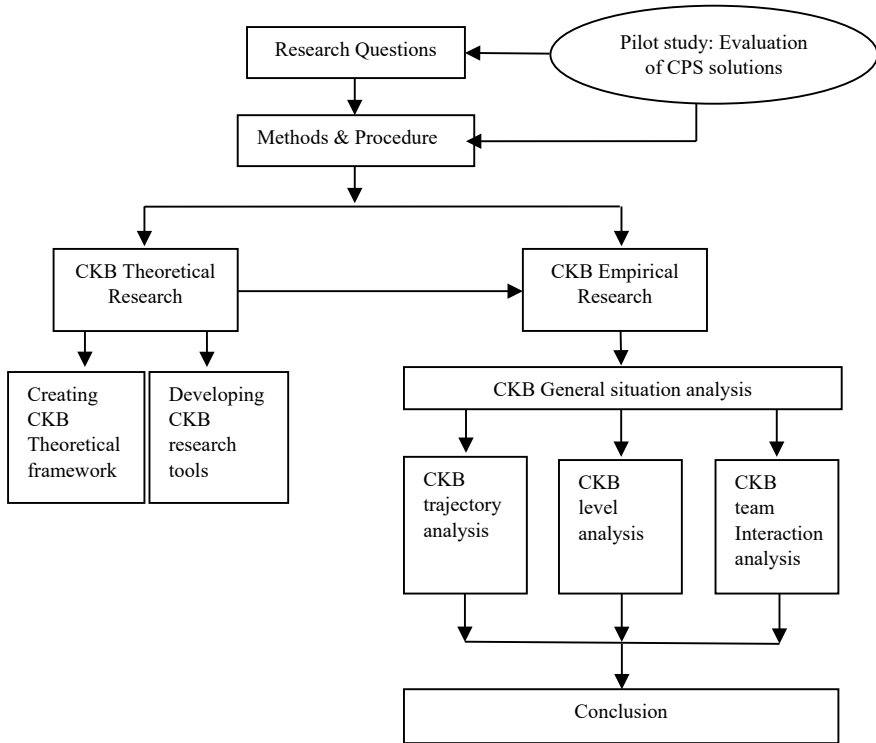 Research Questions
Pilot study: Evaluation
of CPS solutions
Methods & Procedure
CKB Theoretical
Research
CKB Empirical
Research
Creating
CKB
Theoretical
framework
Developing
CKB
research
tools
CKB General situation analysis
CKB
trajectory
analysis
CKB
level
analysis
CKB
team
Interaction
analysis
Conclusion